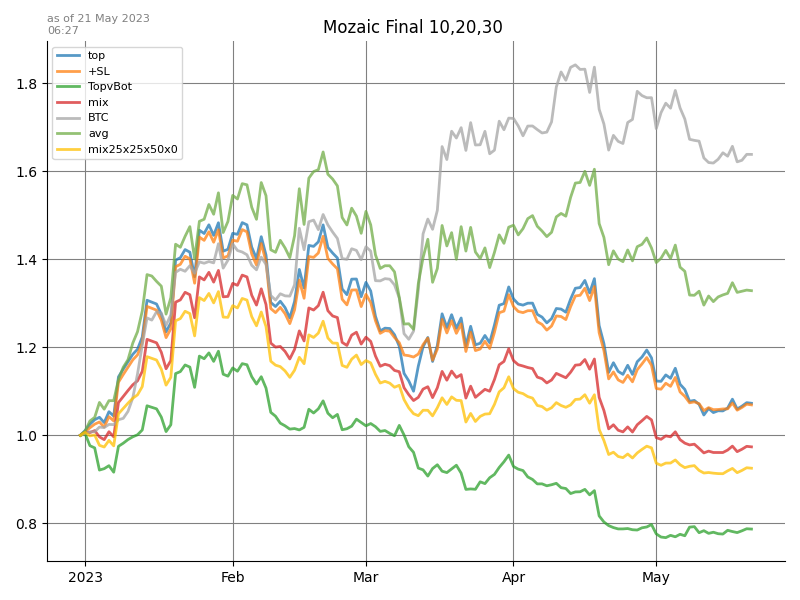 as of 21 May 2023
06:27
Mozaic Final 10,20,30
top
+SL
TopvBot
mix
BTC
avg
mix25x25x50x0
1.8
1.6
1.4
1.2
1.0
0.8
2023 Feb Mar Apr May